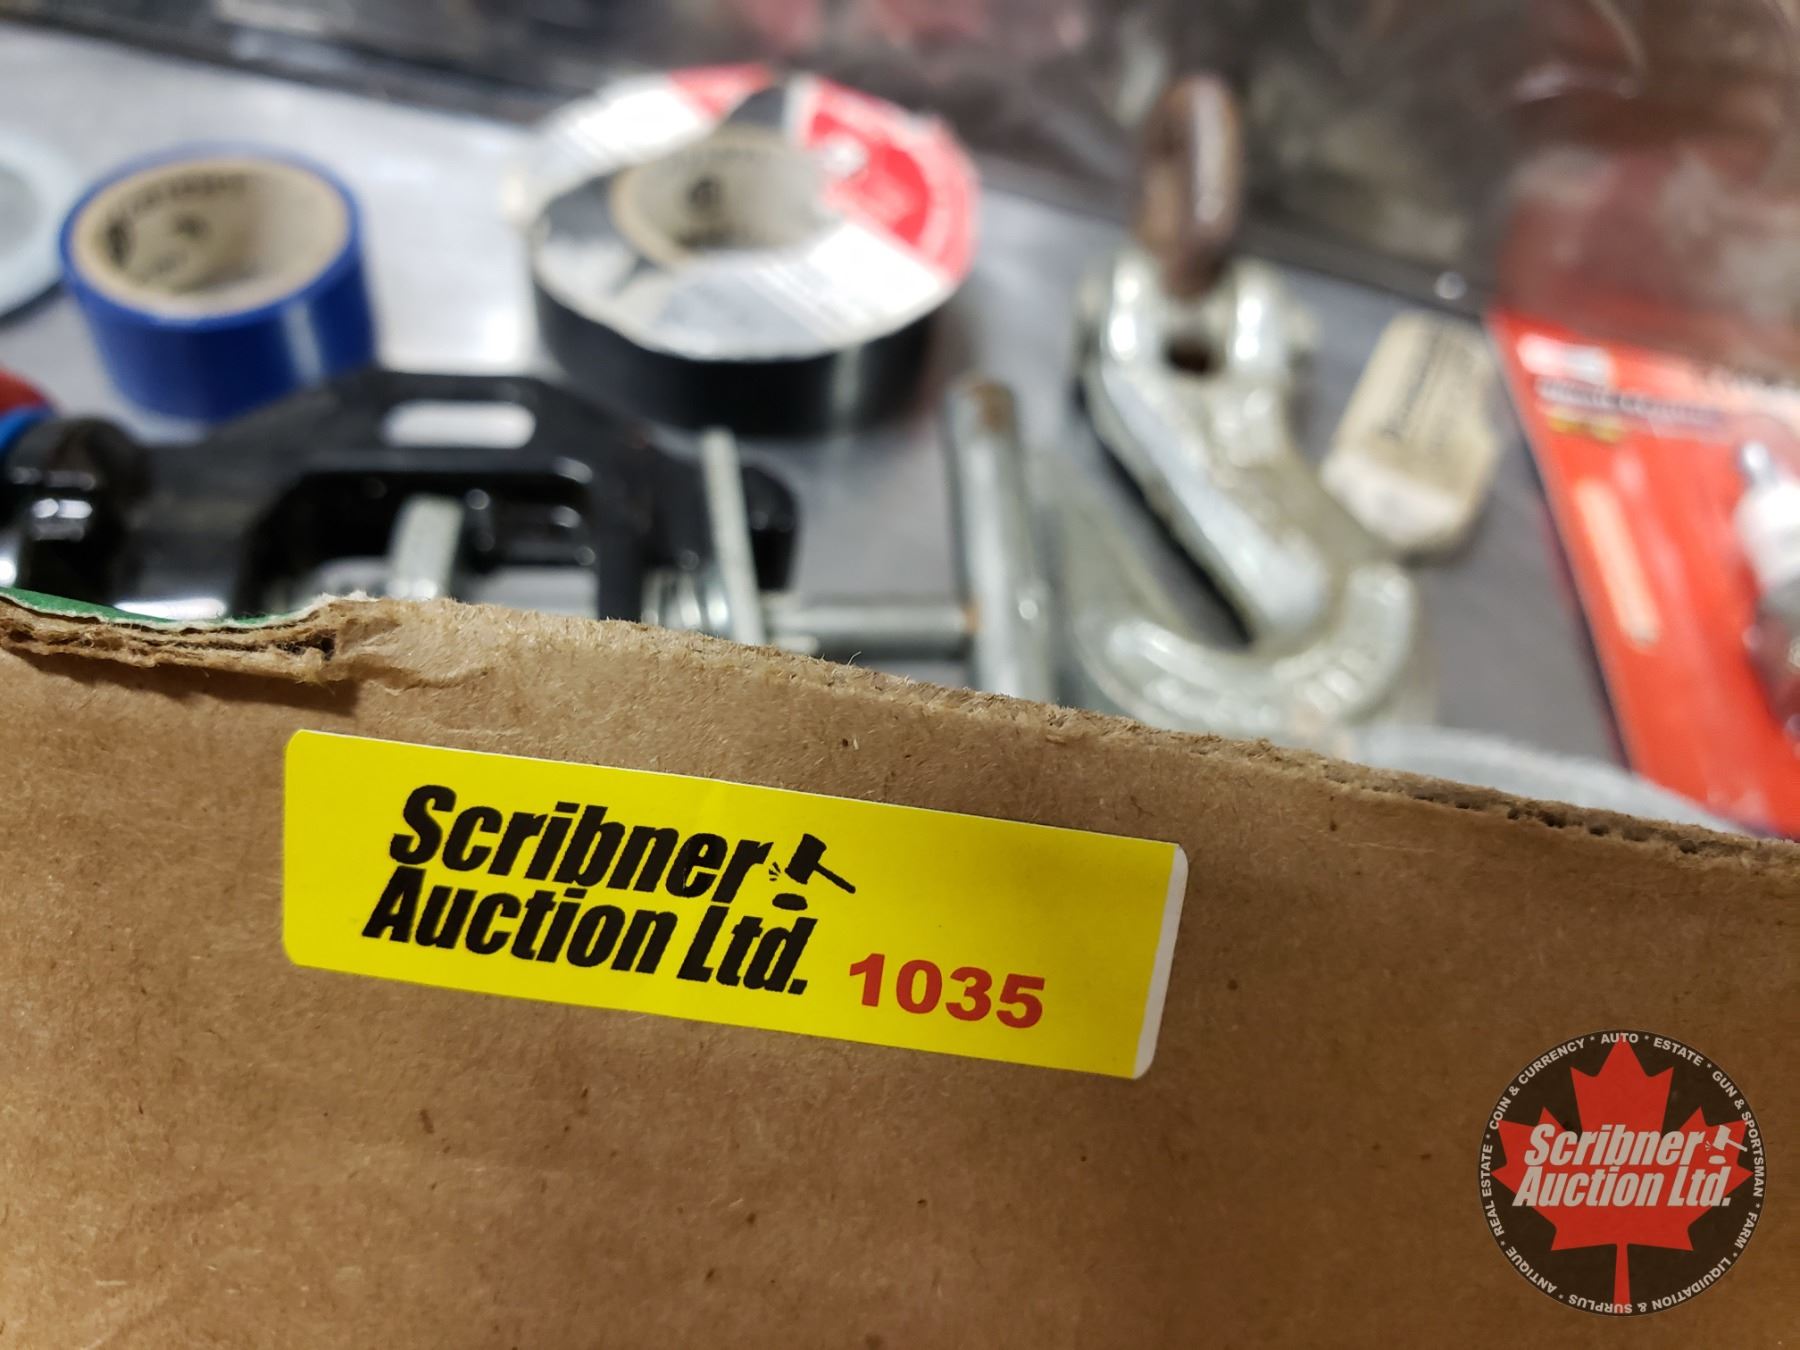 Scribner
Auction Ltd.
1035
COIN & CURRENCY * AUTO * ESTATE * GUN & SPORTSMAN * FARM * LIQUIDATION & SURPLUS * ANTIQUE * REAL ESTATE *
Scribner
Auction Ltd.